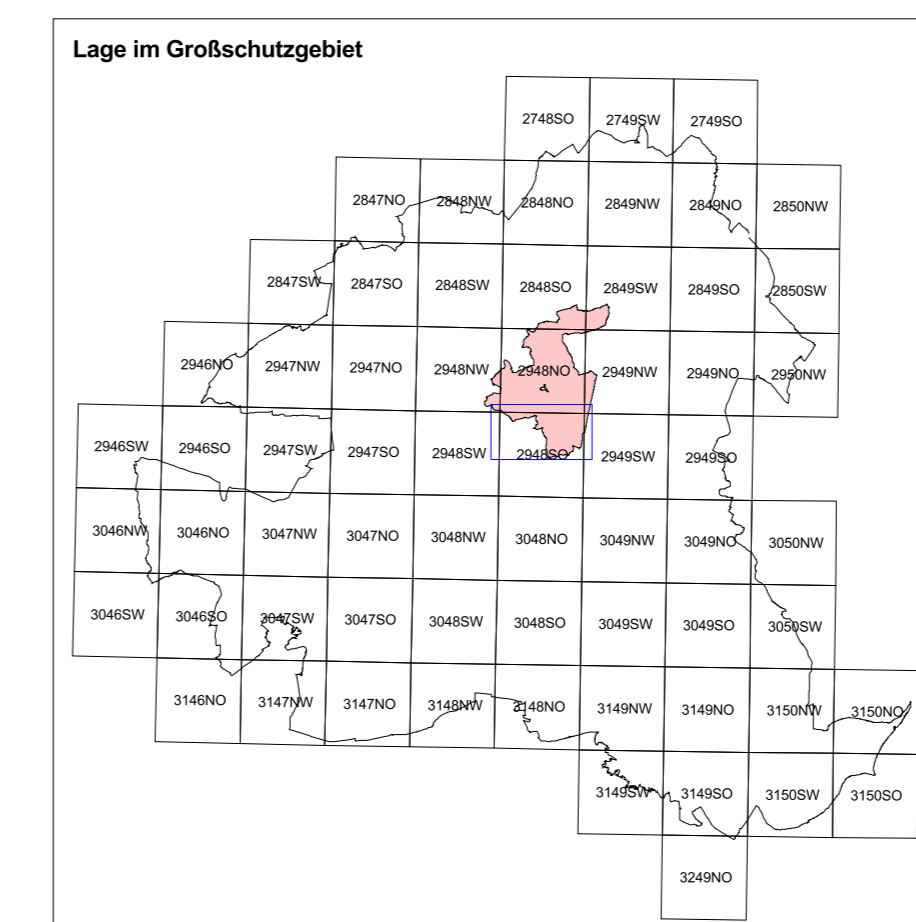 Lage im Großschutzgebiet
2748SO 2749SW 2749SO
2847NO 2848NW 2848NO 2849NW 2849NO 2850NW
2847SW 2847SO 2848SW 2848SO 2849SW 2849SO 2850SW
2946NO 2947NW 2947NO 2948NW 2948NO 2949NW 2949NO 2950NW
2946SW 2946SO 2947SW 2947SO 2948SW 2948SO 2949SW 2949SO
3046NW 3046NO 3047NW 3047NO 3048NW 3048NO 3049NW 3049NO 3050NW
3046SW 3046SO 3047SW 3047SO 3048SW 3048SO 3049SW 3049SO 3050SW
3146NO 3147NW 3147NO 3148NW 3148NO 3149NW 3149NO 3150NW 3150NO
3149SW 3149SO 3150SW 3150SO
3249NO